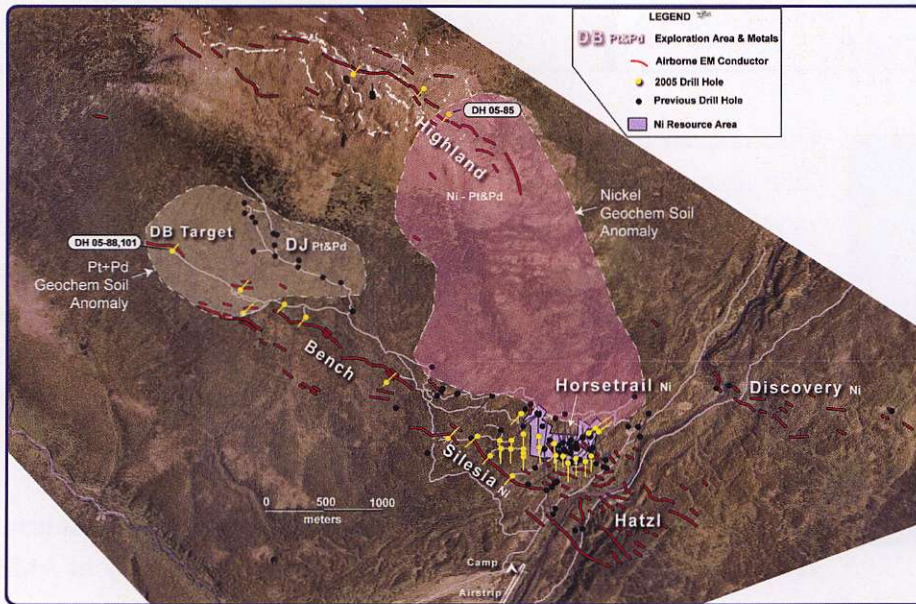 LEGEND
DB Pt&Pd Exploration Area & Metals
Airborne EM Conductor
2005 Drill Hole
Previous Drill Hole
Ni Resource Area
DH 05-85
Highland
Ni - Pt&Pd
Nickel
Geochem Soil
Anomaly
DB Target
DJ Pt&Pd
DH 05-88,101
Pt+Pd
Geochem Soil
Anomaly
Bench
Horsetrail Ni
Discovery Ni
Silesia Ni
0 500 1000
meters
Hatzl
Camp
Airstrip